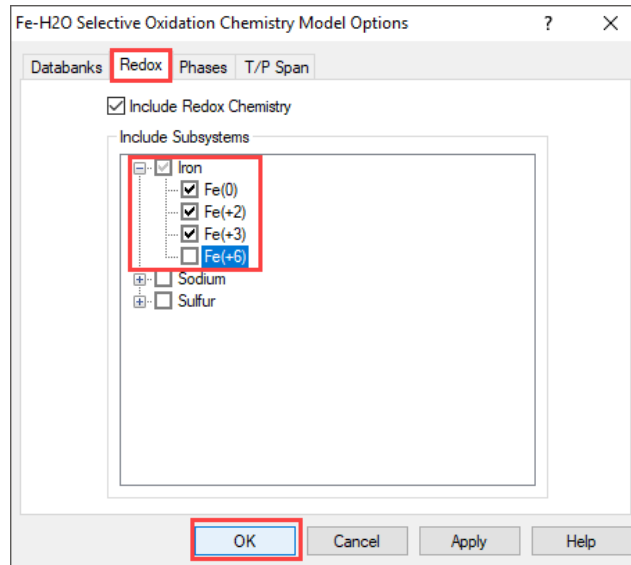 Fe-H2O Selective Oxidation Chemistry Model Options ?
Databanks Redox Phases T/P Span
Include Redox Chemistry
Include Subsystems
Iron
Fe(0)
Fe(+2)
Fe(+3)
Fe(+6)
Sodium
Sulfur
OK Cancel Apply Help